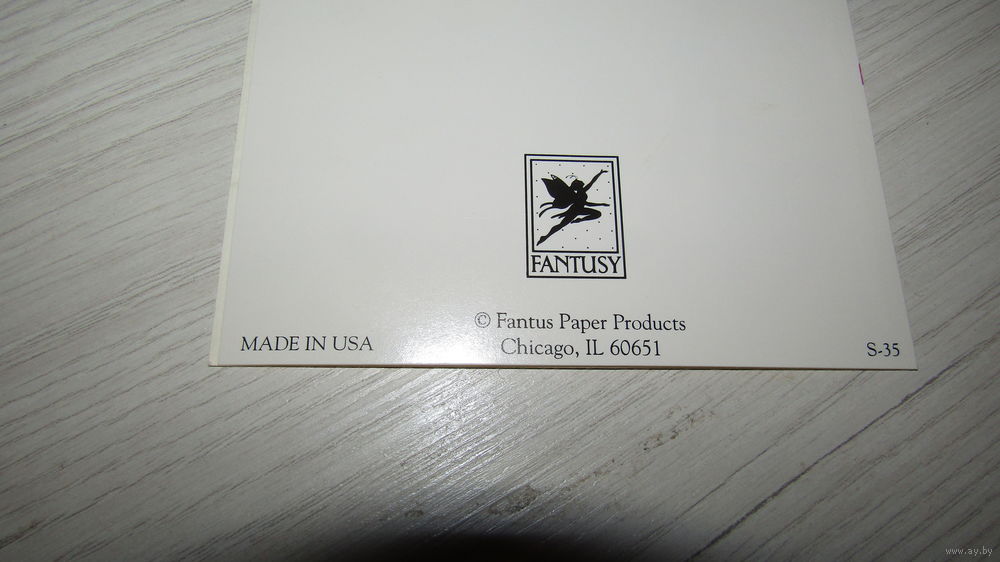 FANTUSY
© Fantus Paper Products
MADE IN USA
Chicago, IL 60651
S-35
www.ay.by